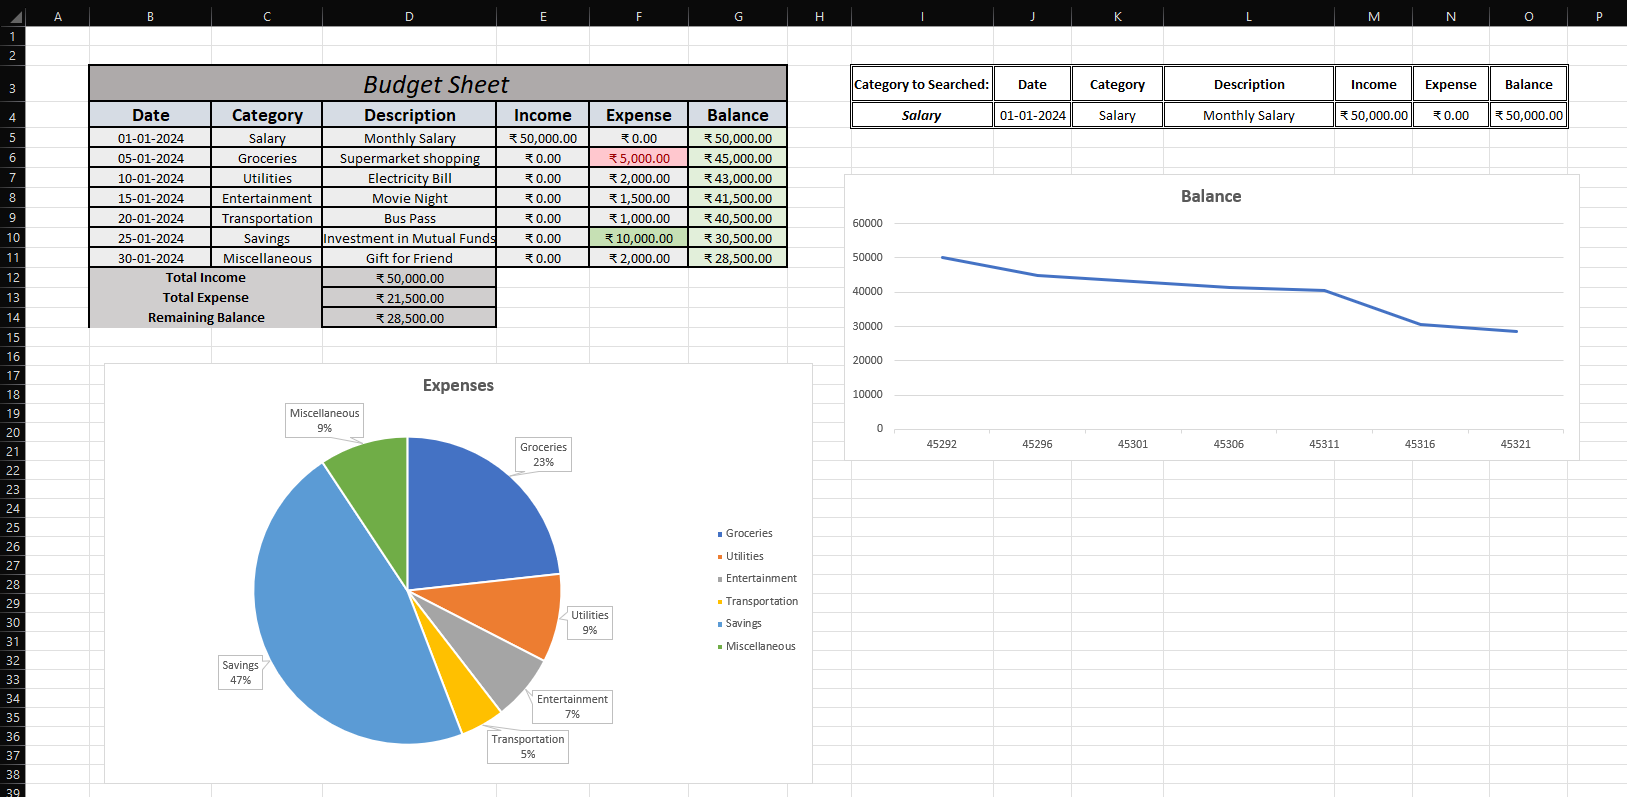 A B C D E F G H I J K L M N O P
1
2
3 Budget Sheet Category to Searched: Date Category Description Income Expense Balance
4 Date Category Description Income Expense Balance Salary 01-01-2024 Salary Monthly Salary ₹ 50,000.00 ₹ 0.00 ₹ 50,000.00
5 01-01-2024 Salary Monthly Salary ₹ 50,000.00 ₹ 0.00 ₹ 50,000.00
6 05-01-2024 Groceries Supermarket shopping ₹ 0.00 ₹ 5,000.00 ₹ 45,000.00
7 10-01-2024 Utilities Electricity Bill ₹ 0.00 ₹ 2,000.00 ₹ 43,000.00
8 15-01-2024 Entertainment Movie Night ₹ 0.00 ₹ 1,500.00 ₹ 41,500.00
9 20-01-2024 Transportation Bus Pass ₹ 0.00 ₹ 1,000.00 ₹ 40,500.00
10 25-01-2024 Savings Investment in Mutual Funds ₹ 0.00 ₹ 10,000.00 ₹ 30,500.00
11 30-01-2024 Miscellaneous Gift for Friend ₹ 0.00 ₹ 2,000.00 ₹ 28,500.00
12 Total Income ₹ 50,000.00
13 Total Expense ₹ 21,500.00
14 Remaining Balance ₹ 28,500.00
15
16
17
18
19
20
21
22
23
24
25
26
27
28
29
30
31
32
33
34
35
36
37
38
39
Balance
60000
50000
40000
30000
20000
10000
0
45292 45296 45301 45306 45311 45316 45321
Expenses
Miscellaneous
9%
Groceries
23%
Utilities
9%
Savings
47%
Entertainment
7%
Transportation
5%
Groceries
Utilities
Entertainment
Transportation
Savings
Miscellaneous